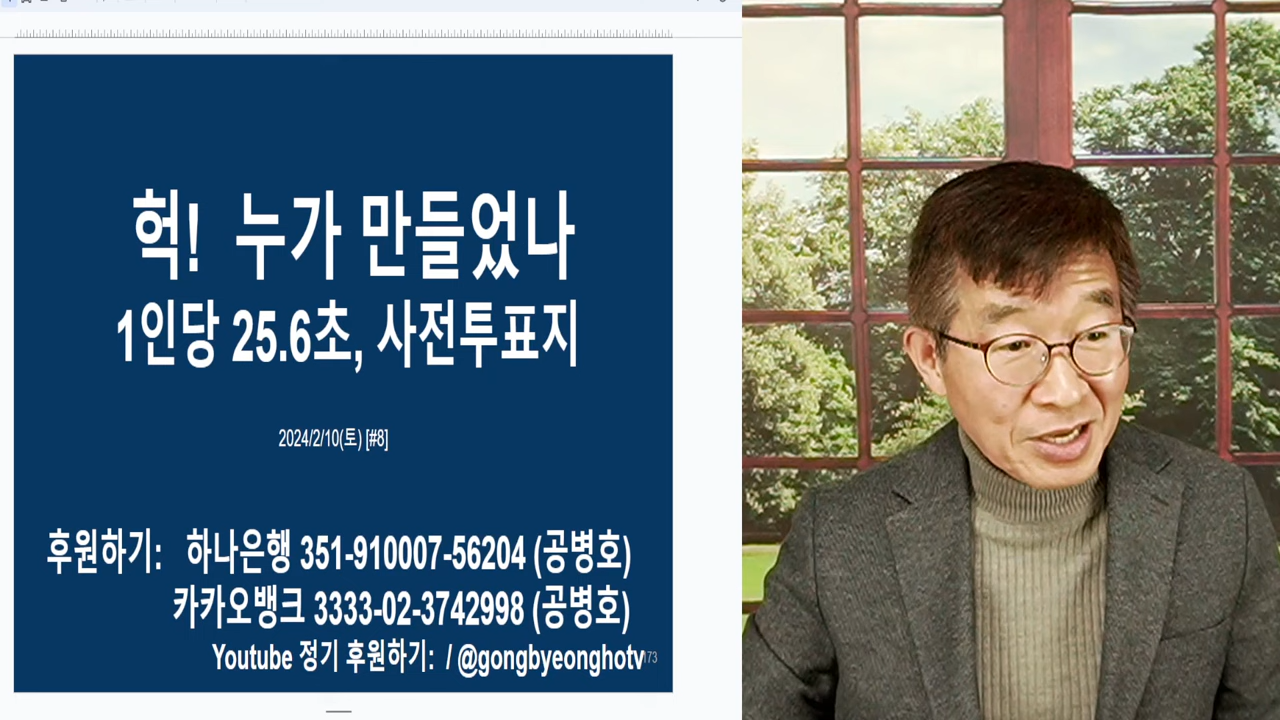 헉! 누가 만들었나
1인당 25.6초, 사전투표지
2024/2/10(토) [#8]
후원하기: 하나은행 351-910007-56204 (공병호)
카카오뱅크 3333-02-3742998 (공병호)
Youtube 정기 후원하기: / @gongbyeonghotv
173